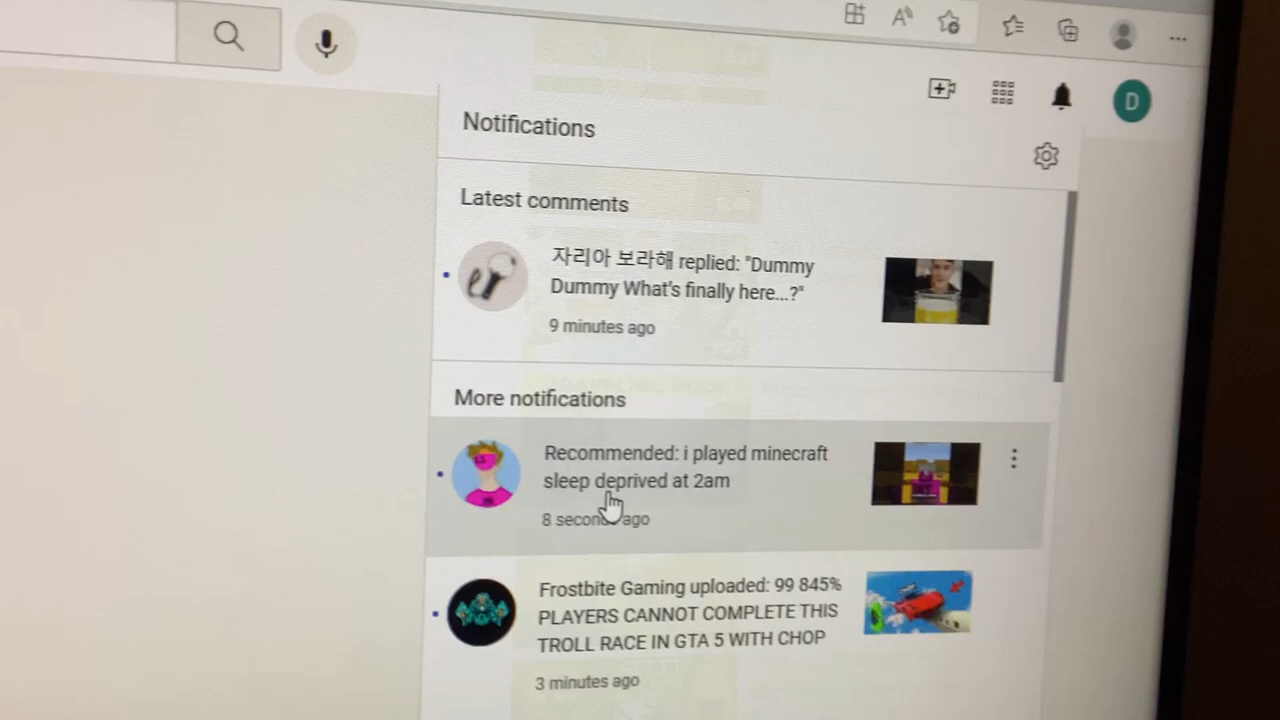 D
Notifications
Latest comments
자리아 보라해 replied: "Dummy
Dummy What's finally here...?"
9 minutes ago
More notifications
Recommended: i played minecraft
sleep deprived at 2am
8 seconds ago
Frostbite Gaming uploaded: 99 845%
PLAYERS CANNOT COMPLETE THIS
TROLL RACE IN GTA 5 WITH CHOP
3 minutes ago